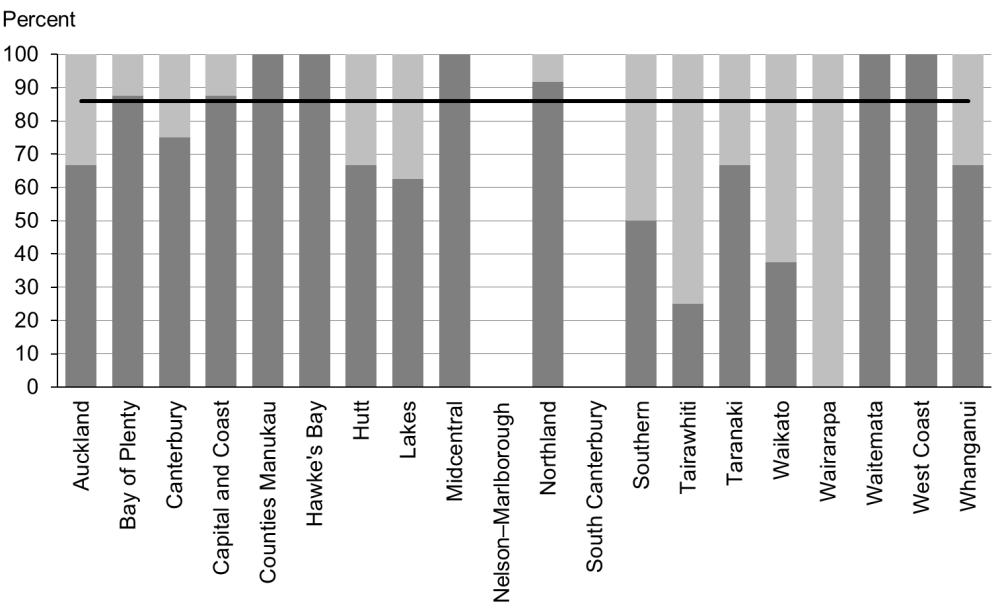 Percent
100
90
80
70
60
50
40
30
20
10
0
Auckland
Bay of Plenty
Canterbury
Capital and Coast
Counties Manukau
Hawke's Bay
Hutt
Lakes
Midcentral
Nelson–Marlborough
Northland
South Canterbury
Southern
Tairawhiti
Taranaki
Waikato
Wairarapa
Waitemata
West Coast
Whanganui